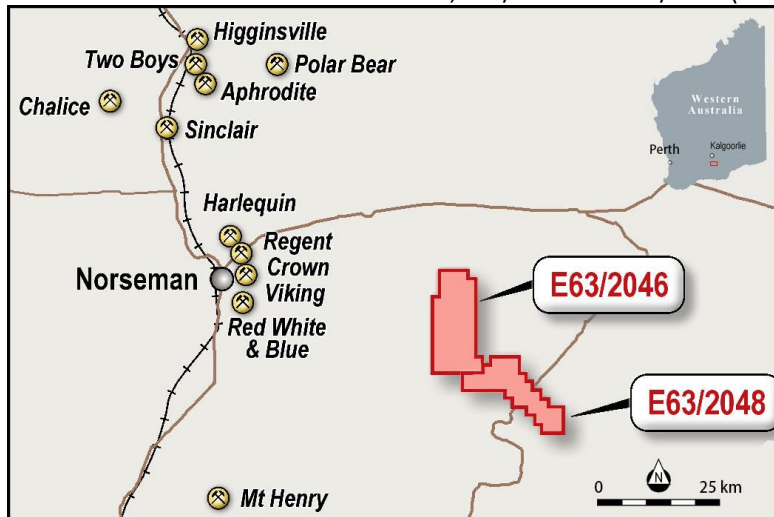 Higginsville
Two Boys
Polar Bear
Aphrodite
Chalice
Sinclair
Western
Australia
Perth
Kalgoorlie
Harlequin
Regent
Crown
Norseman
Viking
Red White
& Blue
E63/2046
E63/2048
Mt Henry
N
0 25 km